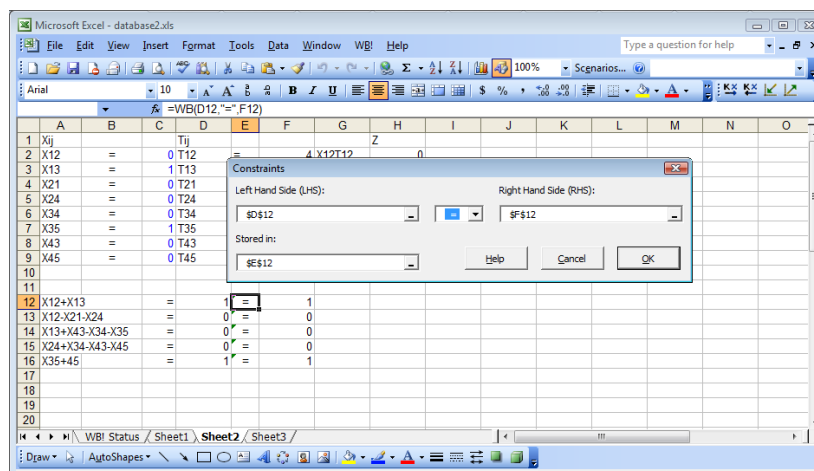 Microsoft Excel - database2.xls
File Edit View Insert Format Tools Data Window WB! Help Type a question for help
100% Scenarios...
Arial 10 B I U $ % ,
fx =WB(D12,"=",F12)
A B C D E F G H I J K L M N O
1 Xij Tij Z
2 X12 = 0 T12 = 4 X12T12 0
3 X13 = 1 T13
4 X21 = 0 T21
5 X24 = 0 T24
6 X34 = 0 T34
7 X35 = 1 T35
8 X43 = 0 T43
9 X45 = 0 T45
10
11
12 X12+X13 = 1 = 1
13 X12-X21-X24 = 0 = 0
14 X13+X43-X34-X35 = 0 = 0
15 X24+X34-X43-X45 = 0 = 0
16 X35+45 = 1 = 1
17
18
19
20
Constraints
Left Hand Side (LHS): Right Hand Side (RHS):
$D$12 = $F$12
Stored in:
$E$12 Help Cancel OK
WB! Status / Sheet1 \ Sheet2 / Sheet3 /
Draw AutoShapes